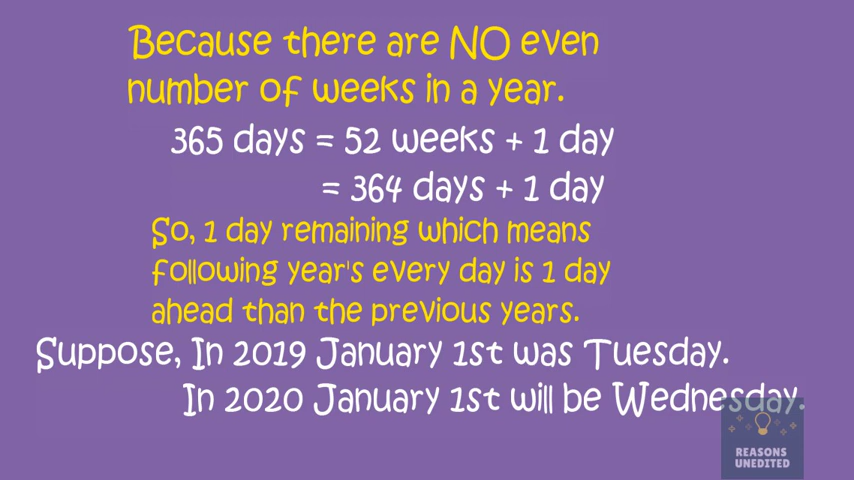 Because there are NO even
number of weeks in a year.
365 days = 52 weeks + 1 day
= 364 days + 1 day
So, 1 day remaining which means
following year's every day is 1 day
ahead than the previous years.
Suppose, In 2019 January 1st was Tuesday.
In 2020 January 1st will be Wednesday.
REASONS
UNEDITED